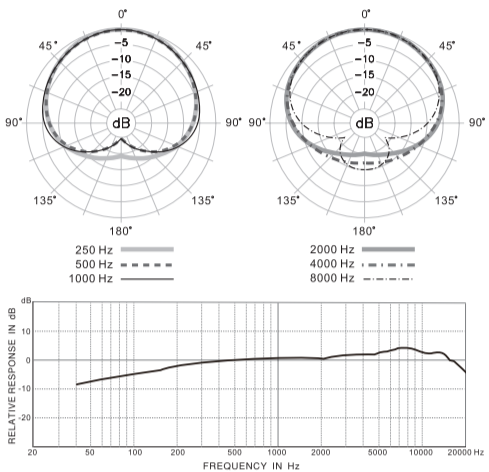 0°
45°
45°
−5
−10
−15
−20
90°
dB
90°
135°
135°
180°
250 Hz
500 Hz
1000 Hz
0°
45°
45°
−5
−10
−15
−20
90°
dB
90°
135°
135°
180°
2000 Hz
4000 Hz
8000 Hz
dB
10
0
-10
-20
RELATIVE RESPONSE IN dB
20 50 100 200 500 1000 2000 5000 10000 20000 Hz
FREQUENCY IN Hz